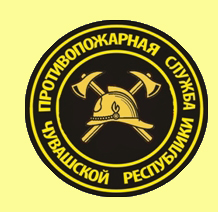 ПРОТИВОПОЖАРНАЯ СЛУЖБА
ЧУВАШСКОЙ РЕСПУБЛИКИ